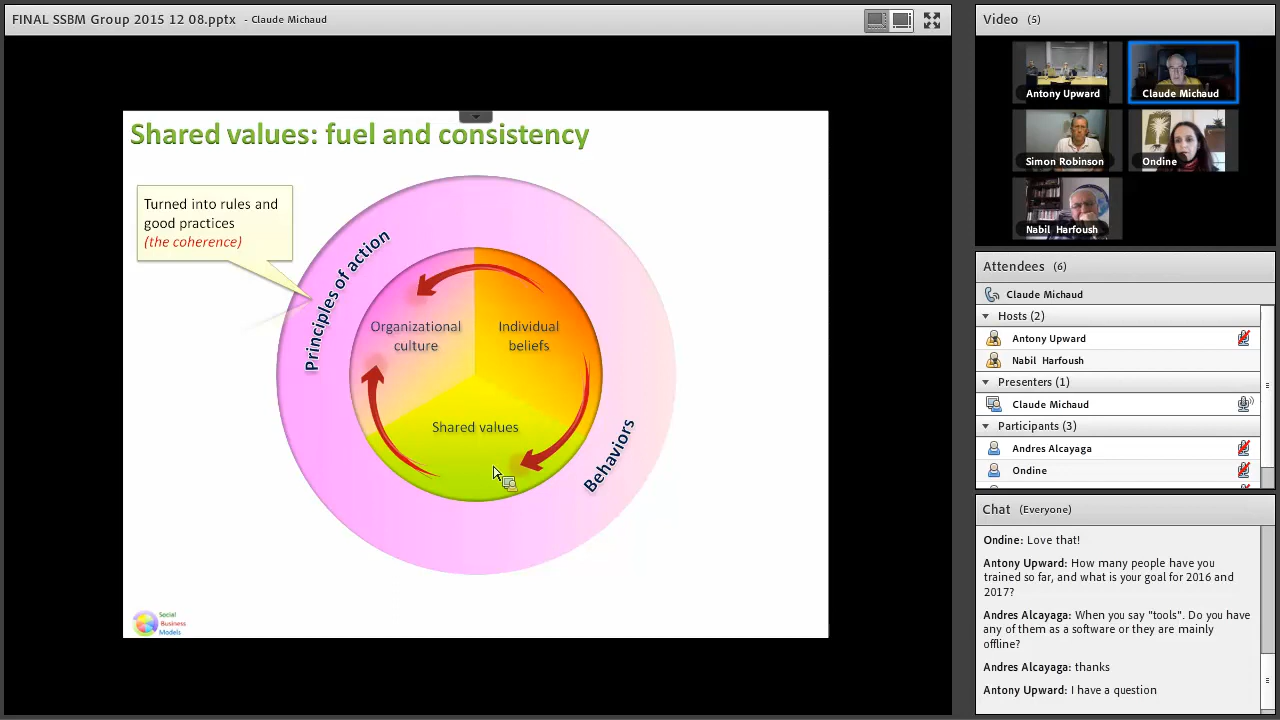 FINAL SSBM Group 2015 12 08.pptx - Claude Michaud
Shared values: fuel and consistency
Turned into rules and
good practices
(the coherence)
Principles of action
Organizational
culture
Individual
beliefs
Shared values
Behaviors
Social
Business
Models
Video (5)
Antony Upward
Claude Michaud
Simon Robinson
Ondine
Nabil Harfoush
Attendees (6)
Claude Michaud
Hosts (2)
Antony Upward
Nabil Harfoush
Presenters (1)
Claude Michaud
Participants (3)
Andres Alcayaga
Ondine
Chat (Everyone)
Ondine: Love that!
Antony Upward: How many people have you
trained so far, and what is your goal for 2016 and
2017?
Andres Alcayaga: When you say "tools". Do you have
any of them as a software or they are mainly
offline?
Andres Alcayaga: thanks
Antony Upward: I have a question